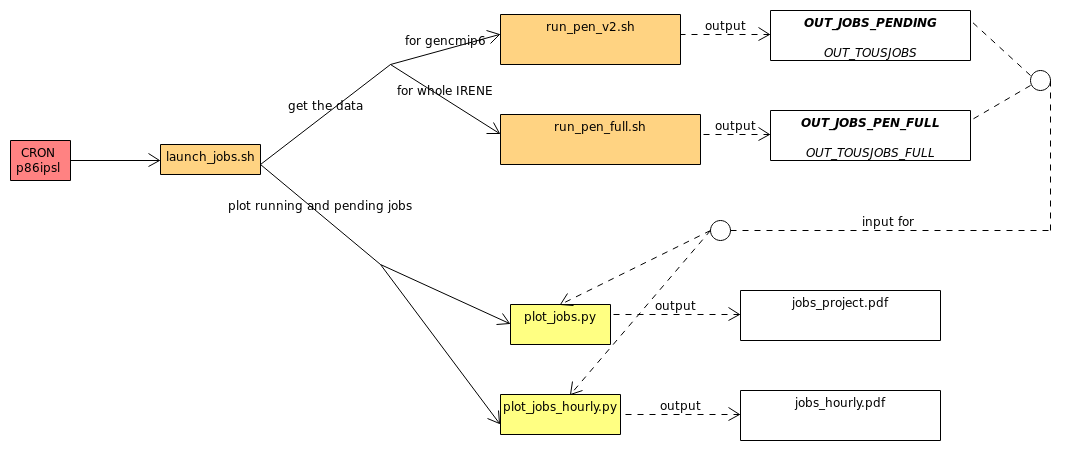 run_pen_v2.sh
output
OUT_JOBS_PENDING
OUT_TOUSJOBS
for gencmip6
for whole IRENE
get the data
run_pen_full.sh
output
OUT_JOBS_PEN_FULL
OUT_TOUSJOBS_FULL
CRON
p86ipsl
launch_jobs.sh
plot running and pending jobs
input for
plot_jobs.py
output
jobs_project.pdf
plot_jobs_hourly.py
output
jobs_hourly.pdf